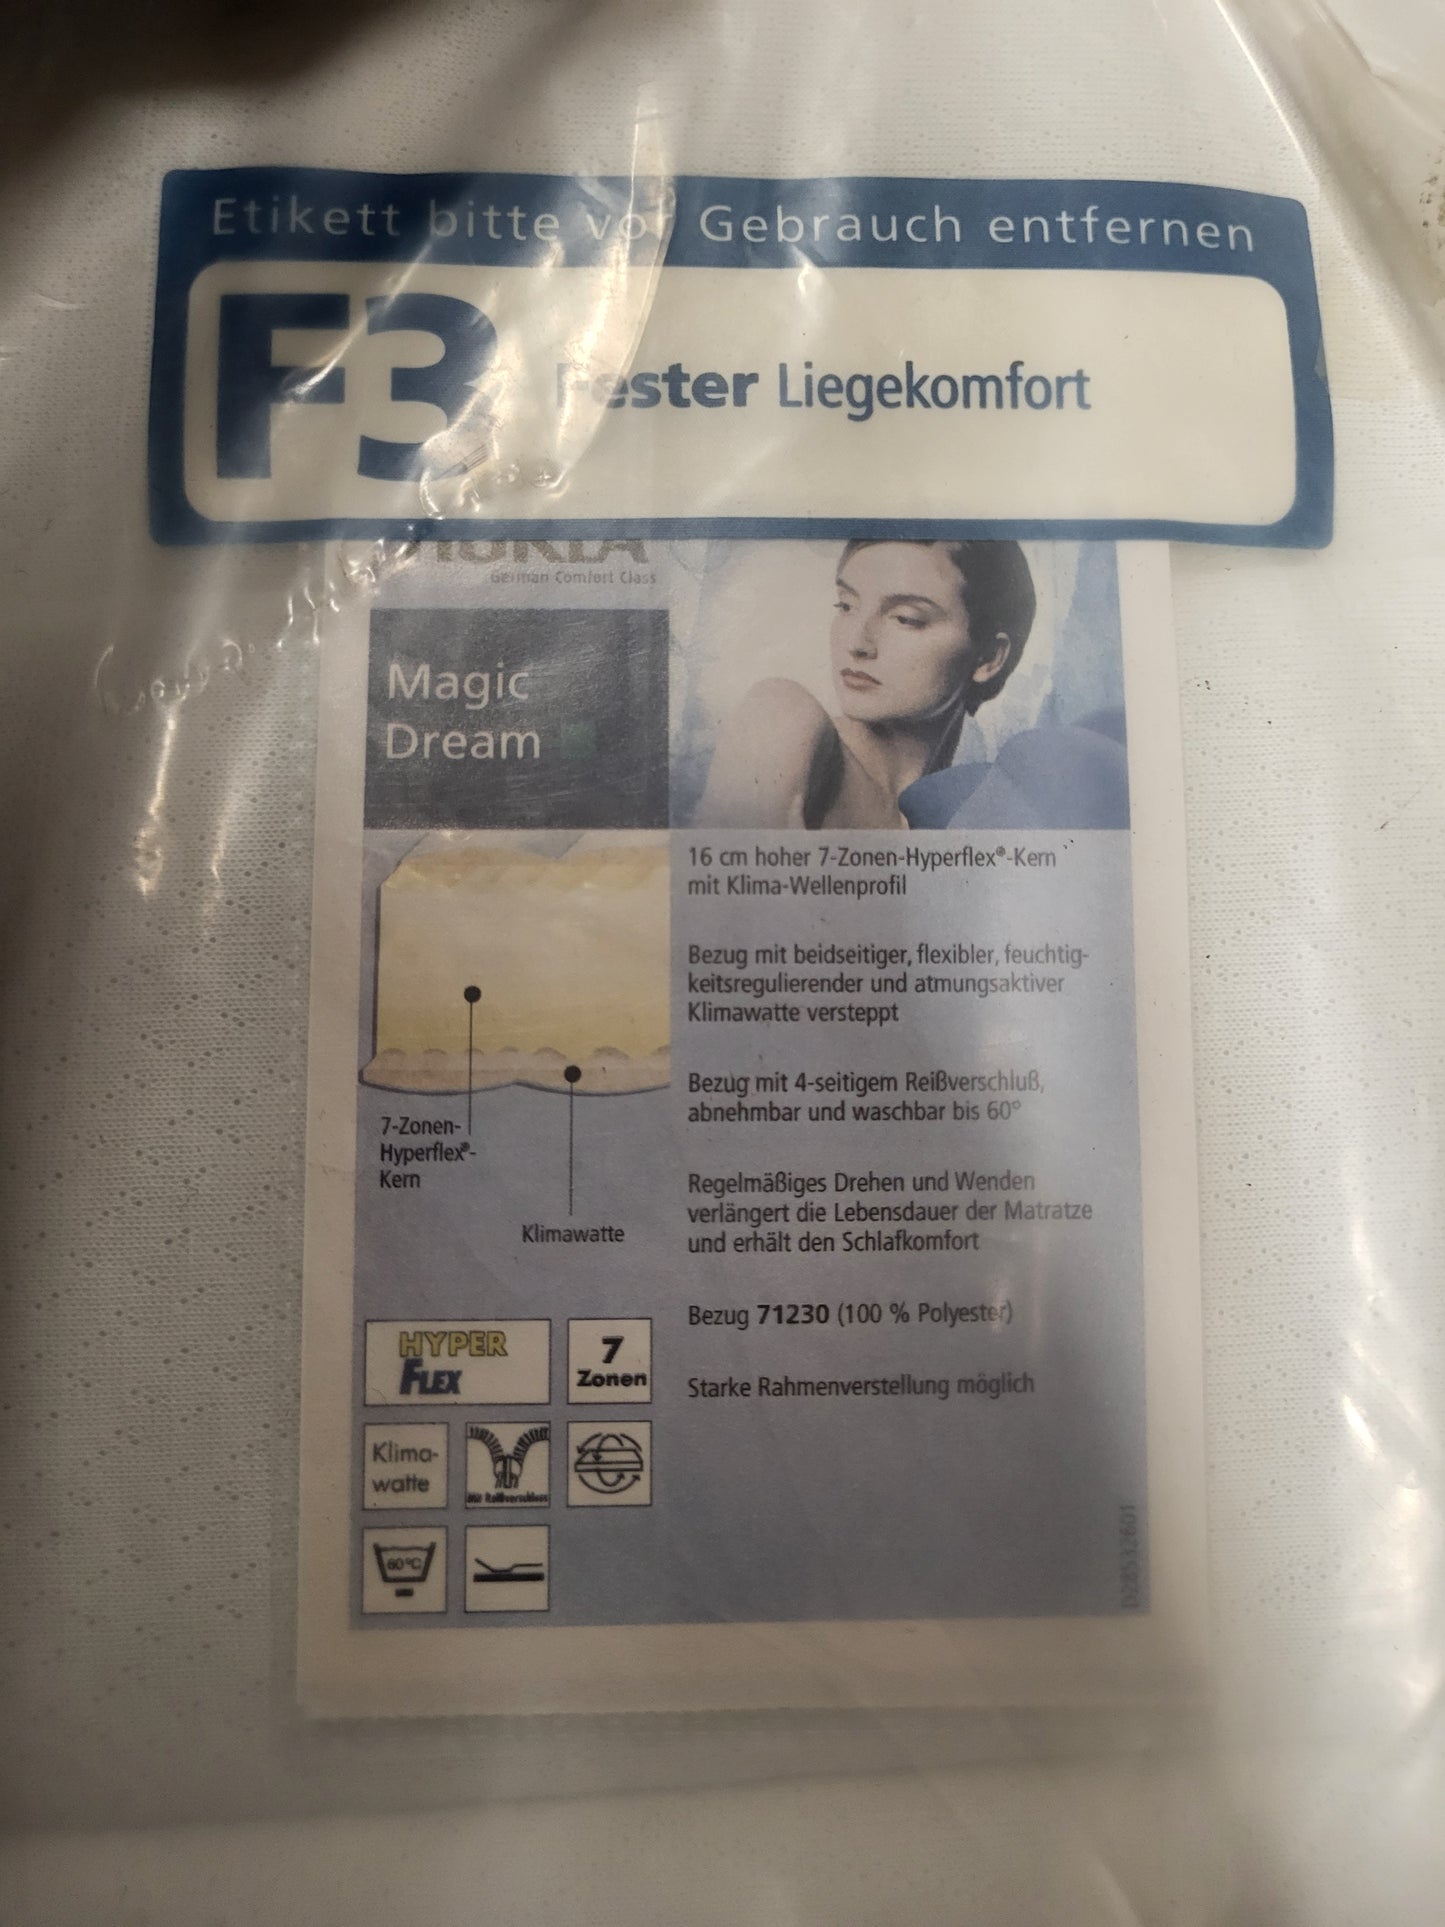 Etikett bitte vor Gebrauch entfernen
F3 Fester Liegekomfort
German Comfort Class
Magic
Dream
16 cm hoher 7-Zonen-Hyperflex®-Kern
mit Klima-Wellenprofil
Bezug mit beidseitiger, flexibler, feuchtig-
keitsregulierender und atmungsaktiver
Klimawatte versteppt
Bezug mit 4-seitigem Reißverschluß,
abnehmbar und waschbar bis 60°
Regelmäßiges Drehen und Wenden
verlängert die Lebensdauer der Matratze
und erhält den Schlafkomfort
Bezug 71230 (100 % Polyester)
Starke Rahmenverstellung möglich
7-Zonen-
Hyperflex®-
Kern
Klimawatte
HYPER
FLEX
7
Zonen
Klima-
watte
Mit Reißverschluss
60°C